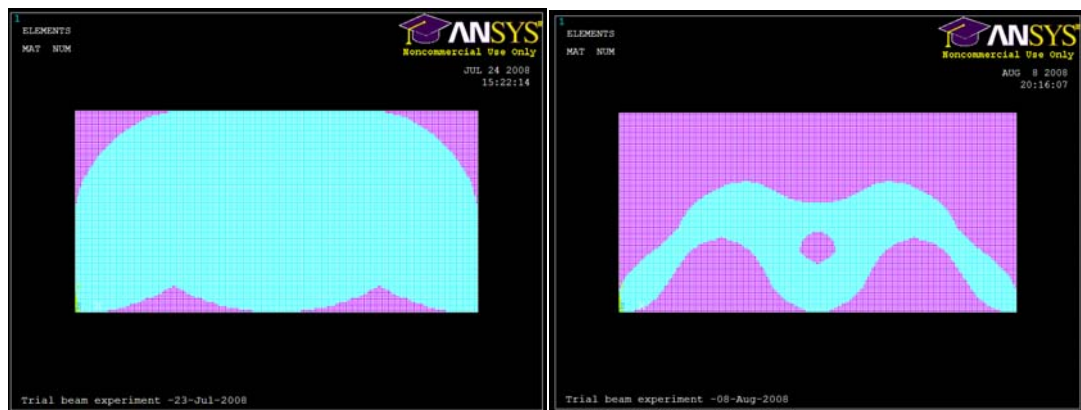 1
ELEMENTS
MAT NUM
ANSYS
Noncommercial Use Only
JUL 24 2008
15:22:14
Trial beam experiment -23-Jul-2008
1
ELEMENTS
MAT NUM
ANSYS
Noncommercial Use Only
AUG 8 2008
20:16:07
Trial beam experiment -08-Aug-2008